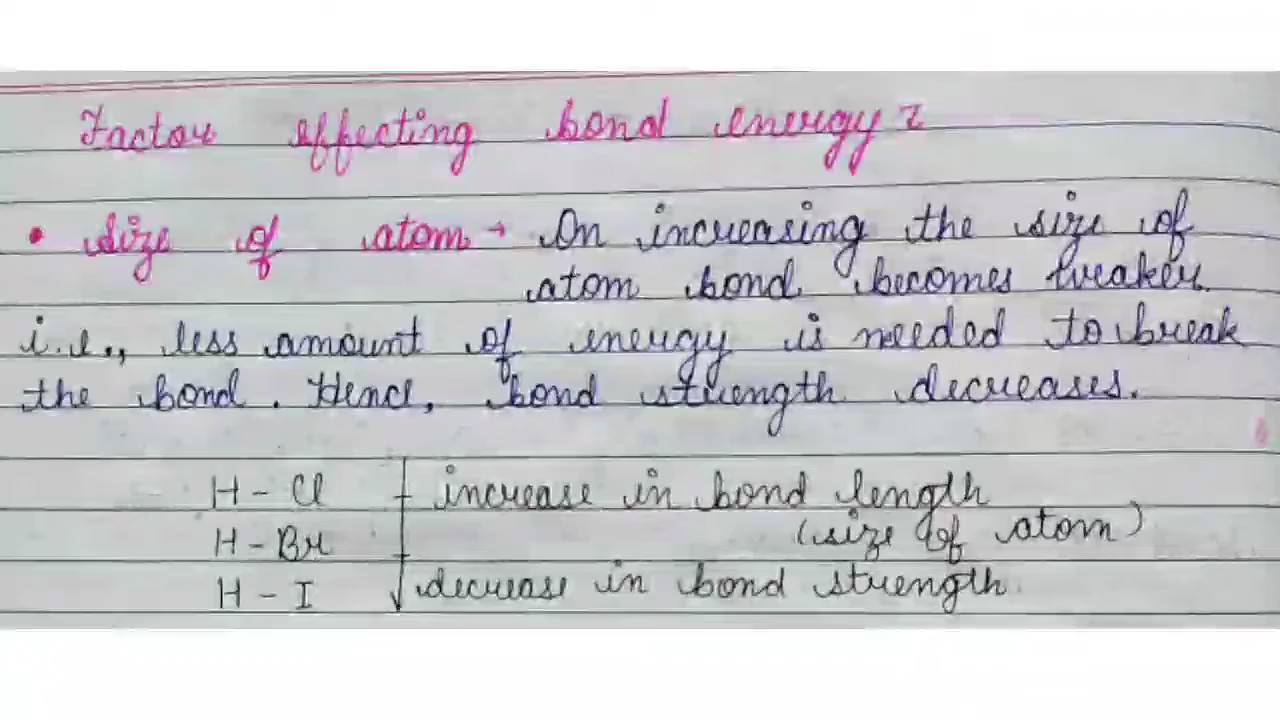 Factor effecting bond energy?
• size of atom → On increasing the size of
atom bond becomes weaker
i.e., less amount of energy is needed to break
the bond. Hence, bond strength decreases.
H - Cl increase in bond length
(size of atom)
H - Br
H - I decrease in bond strength